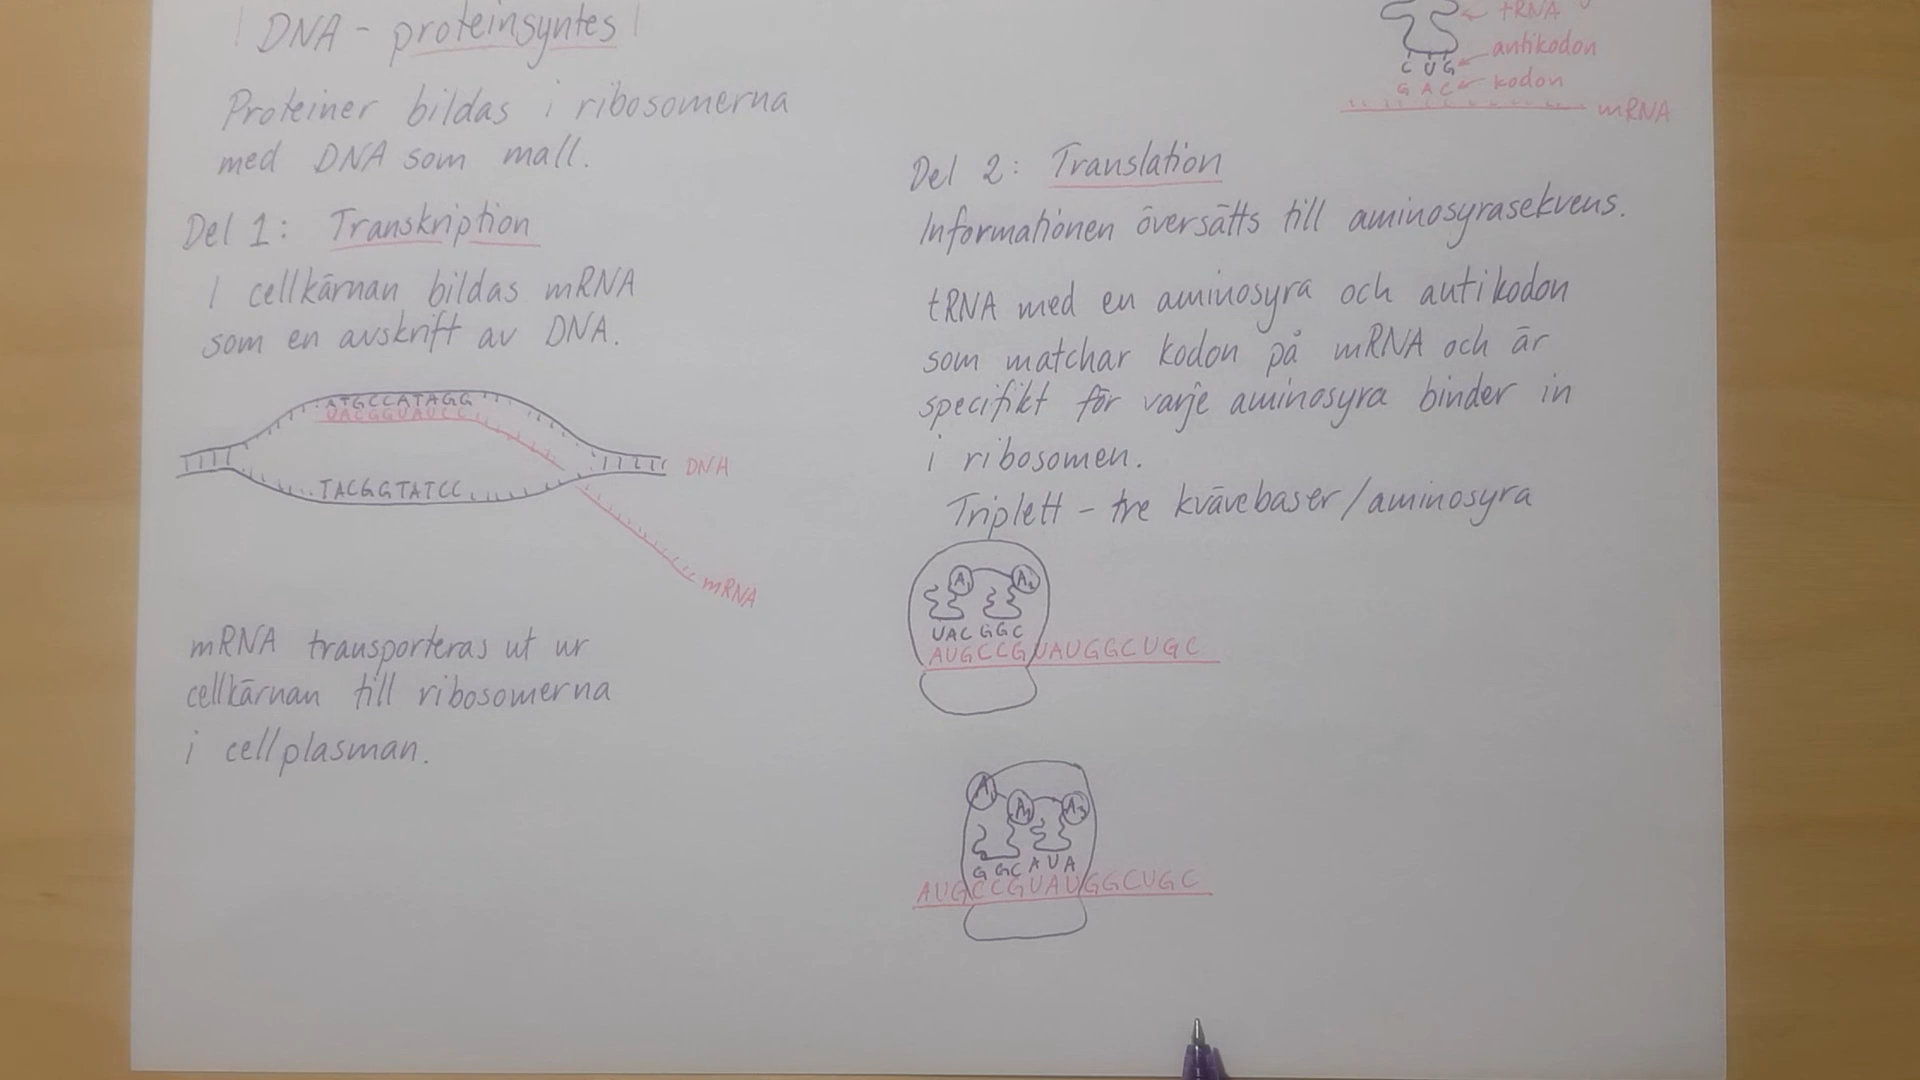 DNA - proteinsyntes
Proteiner bildas i ribosomerna
med DNA som mall.
Del 1: Transkription
I cellkärnan bildas mRNA
som en avskrift av DNA.
ATGCCATAGG
UACGGUAUCC
DNA
TACGGTATCC
mRNA
mRNA transporteras ut ur
cellkärnan till ribosomerna
i cellplasman.
tRNA
antikodon
CUG
kodon
GAC
mRNA
Del 2: Translation
Informationen översätts till aminosyrasekvens.
tRNA med en aminosyra och antikodon
som matchar kodon på mRNA och är
specifikt för varje aminosyra binder in
i ribosomen.
Triplett - tre kvävebaser/aminosyra
A1 A2
UAC GGC
AUGCCGUAUGGCUGC
A1
A2 A3
GGC AUA
AUGCCGUAUGGCUGC